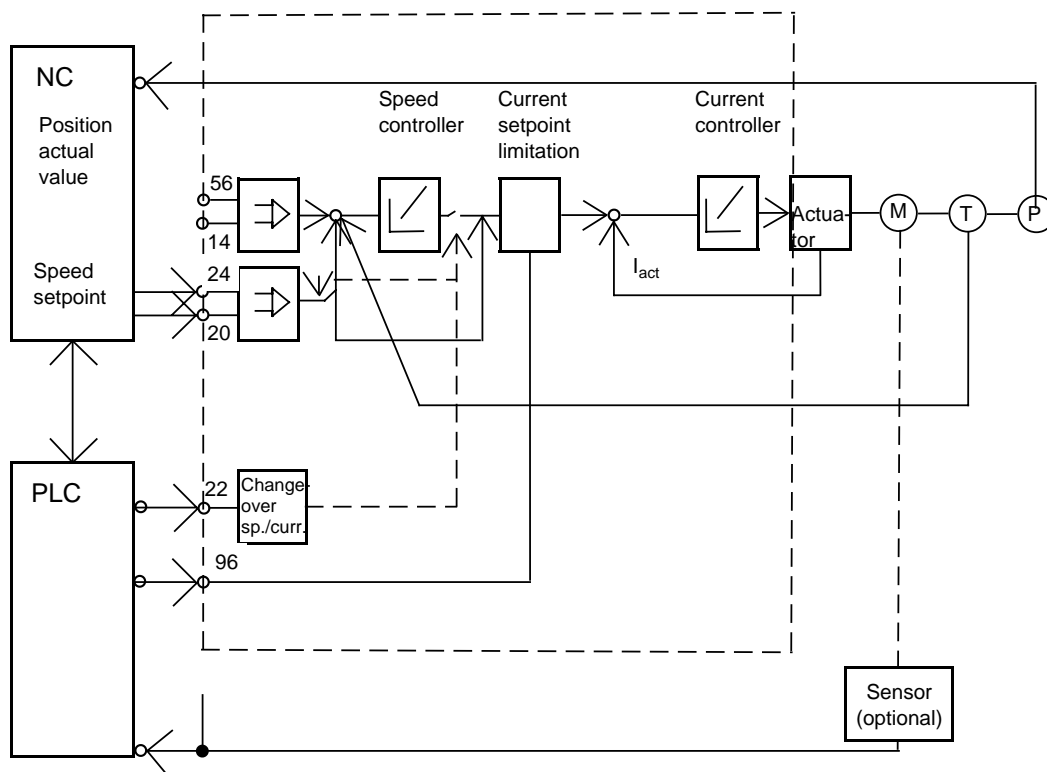 NC
Position
actual
value
Speed
setpoint
Speed
controller
Current
setpoint
limitation
Current
controller
56
14
24
20
Actua-
tor
M
T
P
Iact
PLC
22
Change-
over
sp./curr.
96
Sensor
(optional)